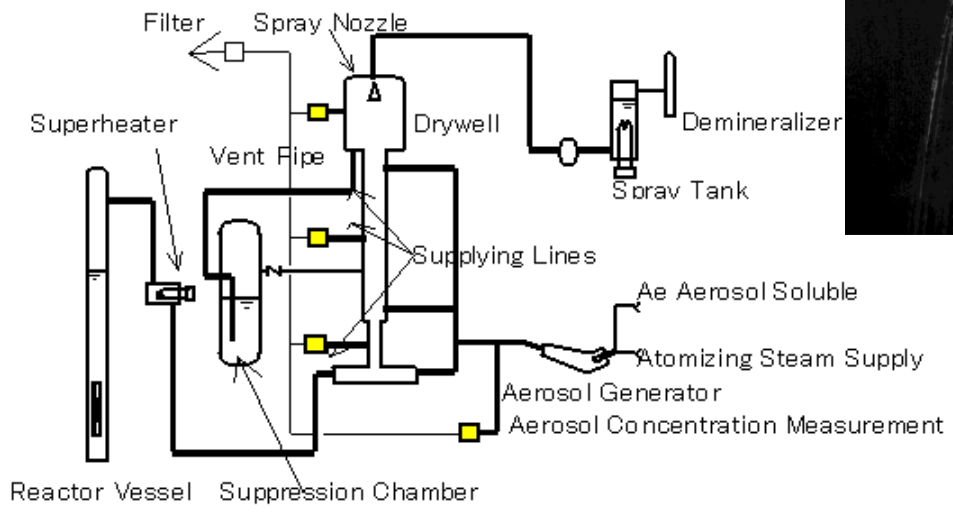 Filter
Spray Nozzle
Superheater
Drywell
Demineralizer
Vent Pipe
Spray Tank
Supplying Lines
Ae Aerosol Soluble
Atomizing Steam Supply
Aerosol Generator
Aerosol Concentration Measurement
Reactor Vessel
Suppression Chamber